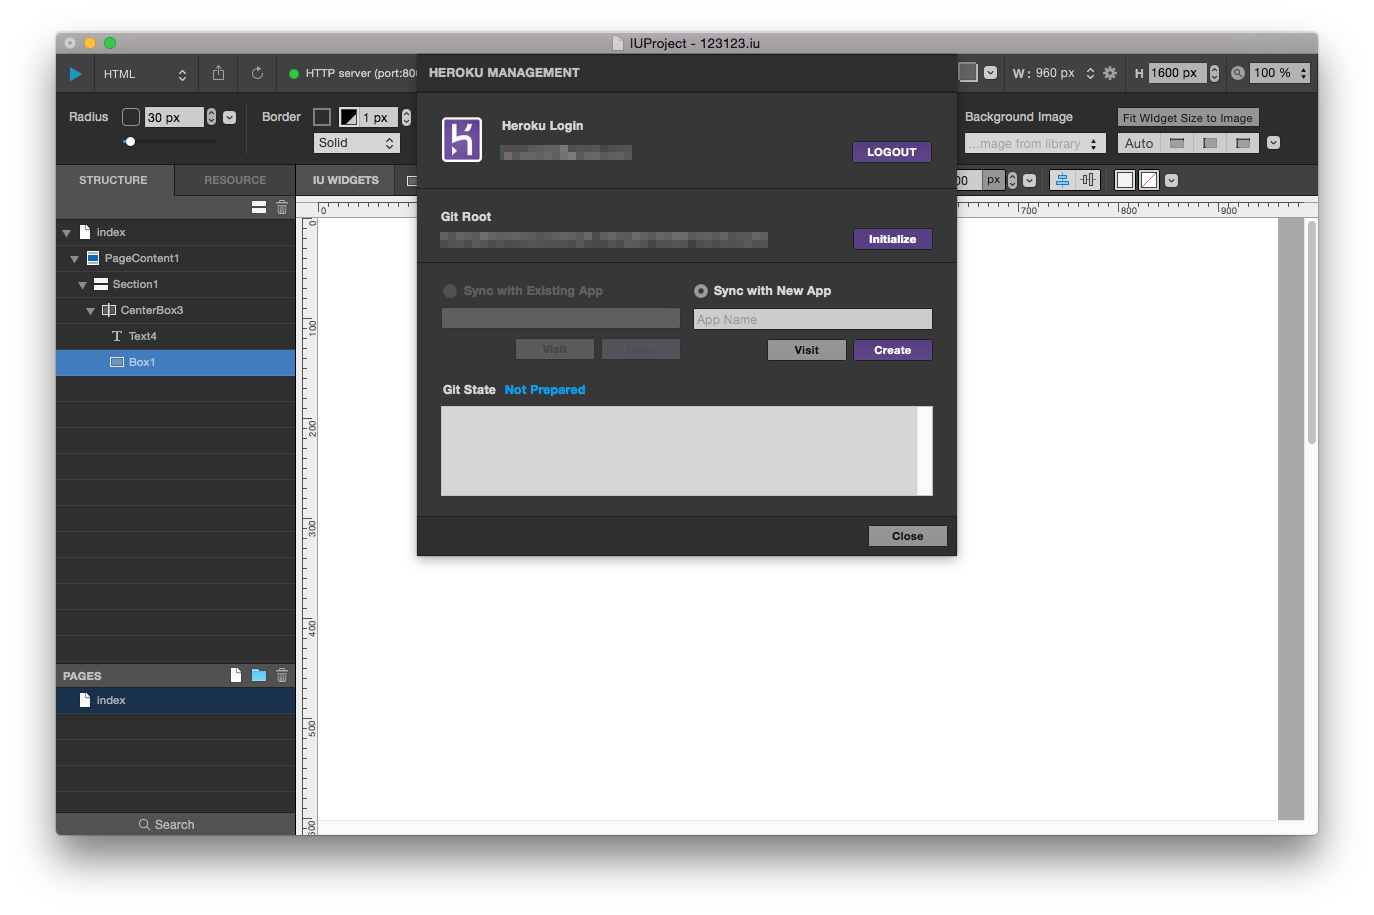 IUProject - 123123.iu
HTML
HTTP server (port:80
W : 960 px
H 1600 px
100 %
HEROKU MANAGEMENT
Radius
30 px
Border
1 px
Solid
Background Image
Fit WIdget Size to Image
...mage from library
Auto
Heroku Login
LOGOUT
STRUCTURE
RESOURCE
IU WIDGETS
00
px
0
700
800
900
Git Root
Initialize
index
PageContent1
Section1
CenterBox3
Text4
Box1
Sync with Existing App
Sync with New App
App Name
Visit
Visit
Create
Git State Not Prepared
Close
0
100
200
300
400
500
600
PAGES
index
Search